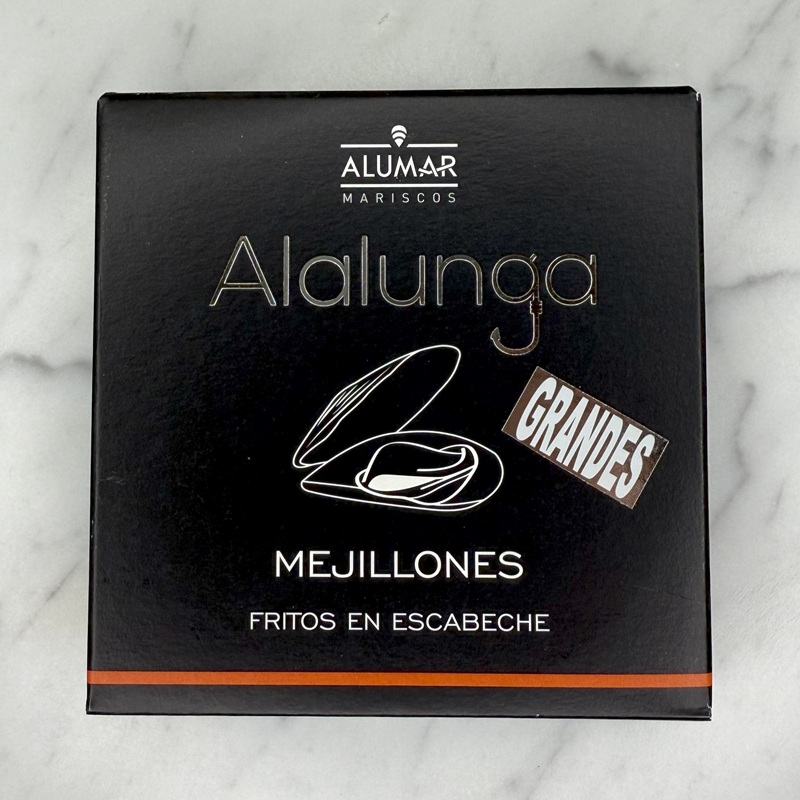 ALUMAR
MARISCOS
Alalunga
GRANDES
MEJILLONES
FRITOS EN ESCABECHE